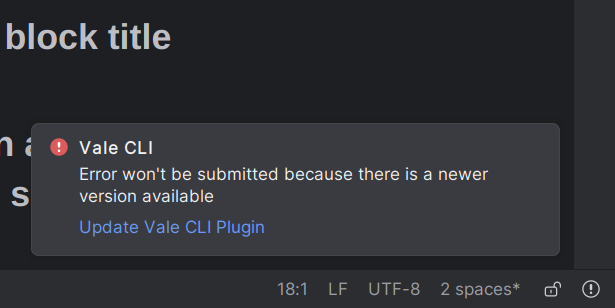 block title
n a
s
Vale CLI
Error won't be submitted because there is a newer
version available
Update Vale CLI Plugin
18:1 LF UTF-8 2 spaces*